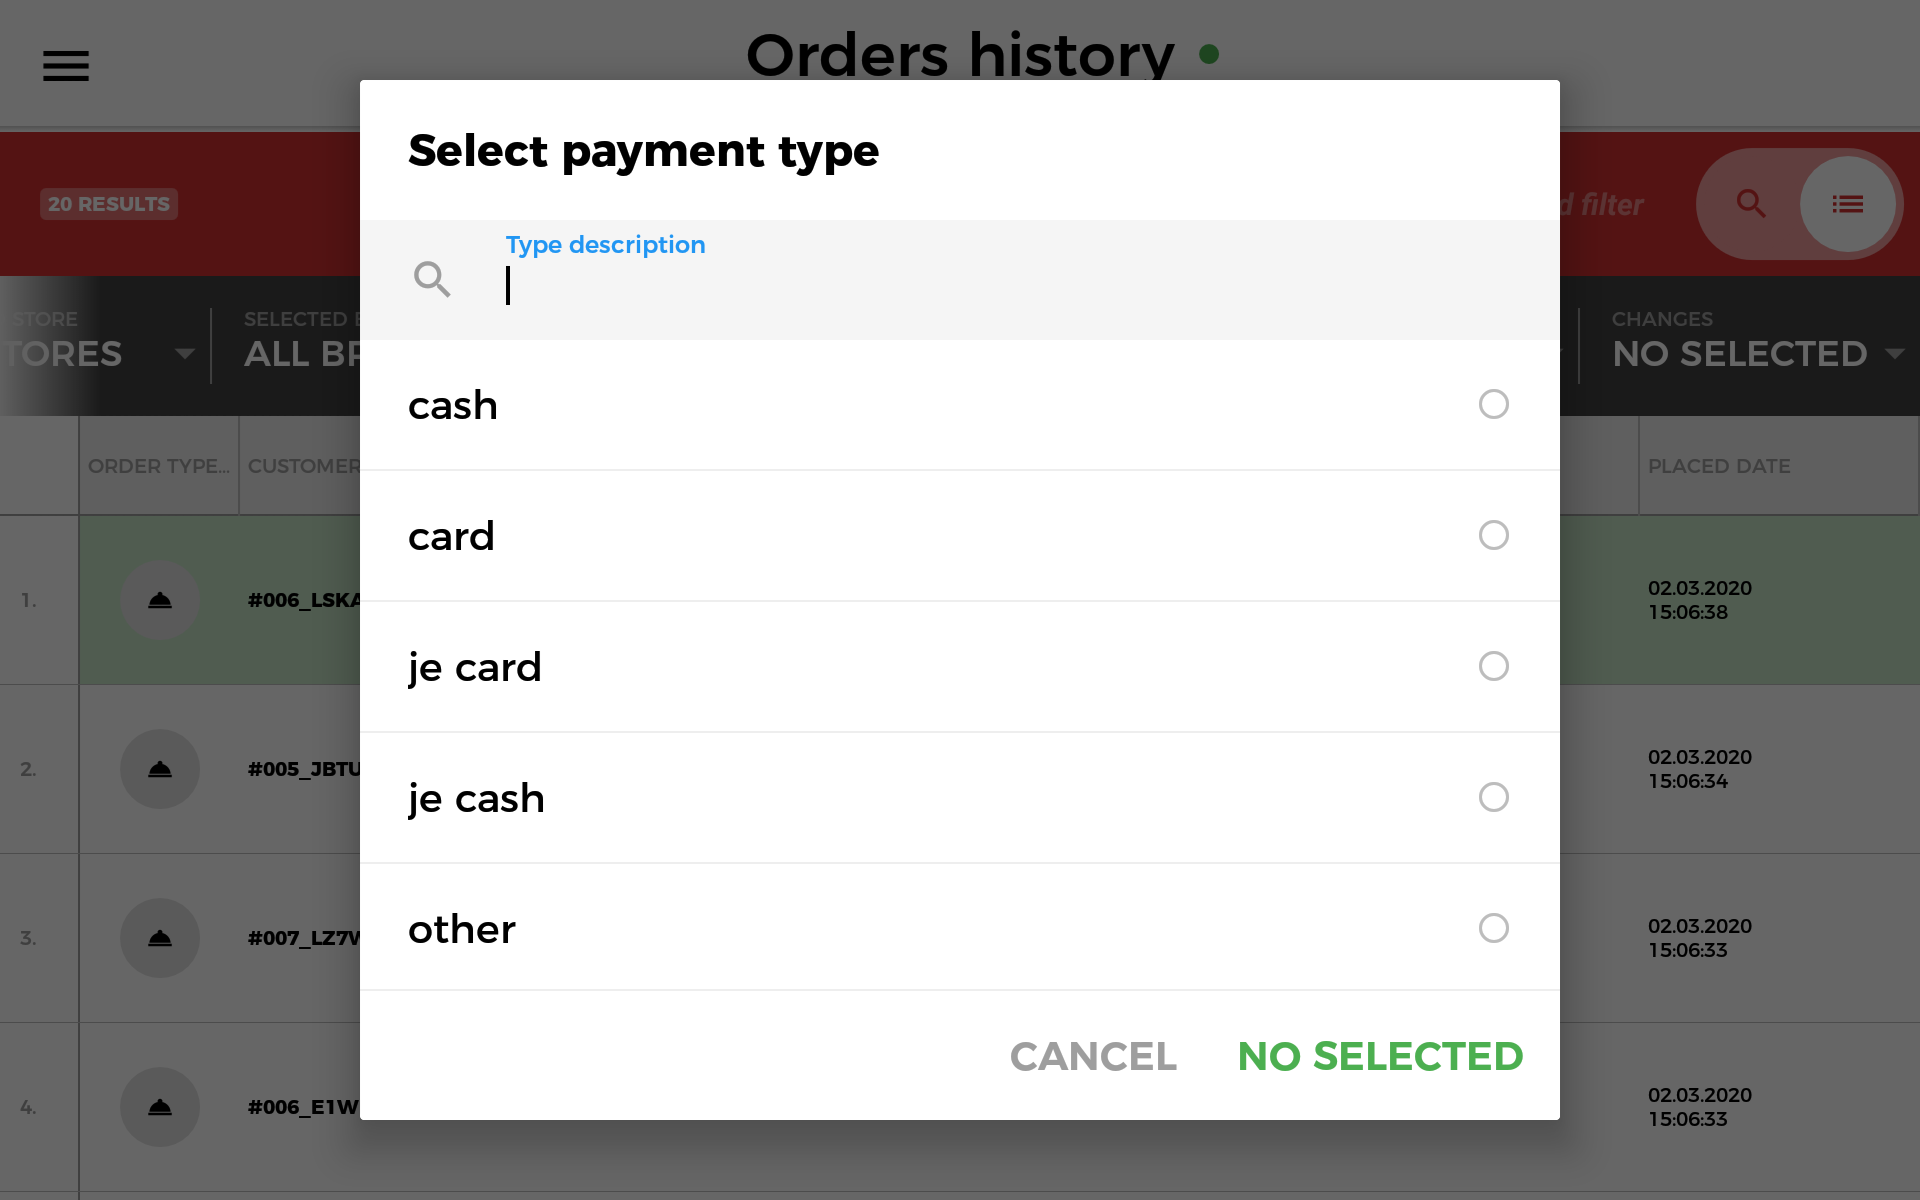 Orders history
Select payment type
20 RESULTS
filter
Type description
STORE
TORES
SELECTED
ALL
CHANGES
NO SELECTED
cash
ORDER TYPE...
CUSTOMER
PLACED DATE
card
1.
#006_LSKA
02.03.2020
15:06:38
je card
2.
#005_JBTU
02.03.2020
15:06:34
je cash
3.
#007_LZ7W
02.03.2020
15:06:33
other
4.
#006_E1W
02.03.2020
15:06:33
CANCEL
NO SELECTED